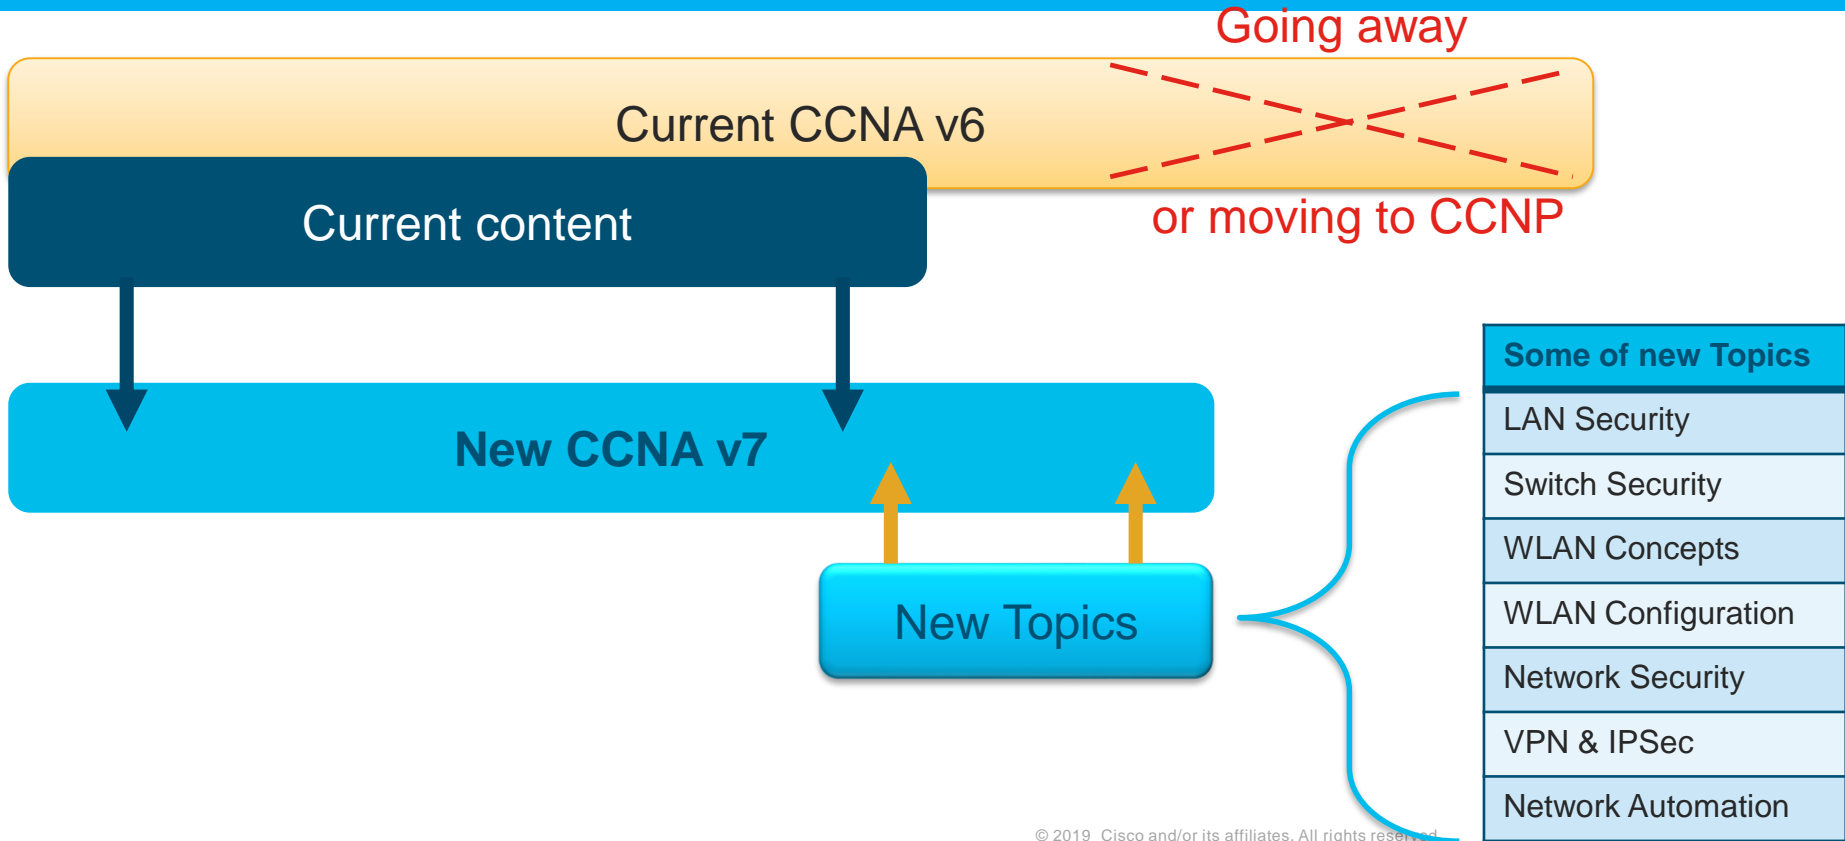 Going away
Current CCNA v6
or moving to CCNP
Current content
New CCNA v7
New Topics
Some of new Topics
LAN Security
Switch Security
WLAN Concepts
WLAN Configuration
Network Security
VPN & IPSec
Network Automation
© 2019 Cisco and/or its affiliates. All rights reserved